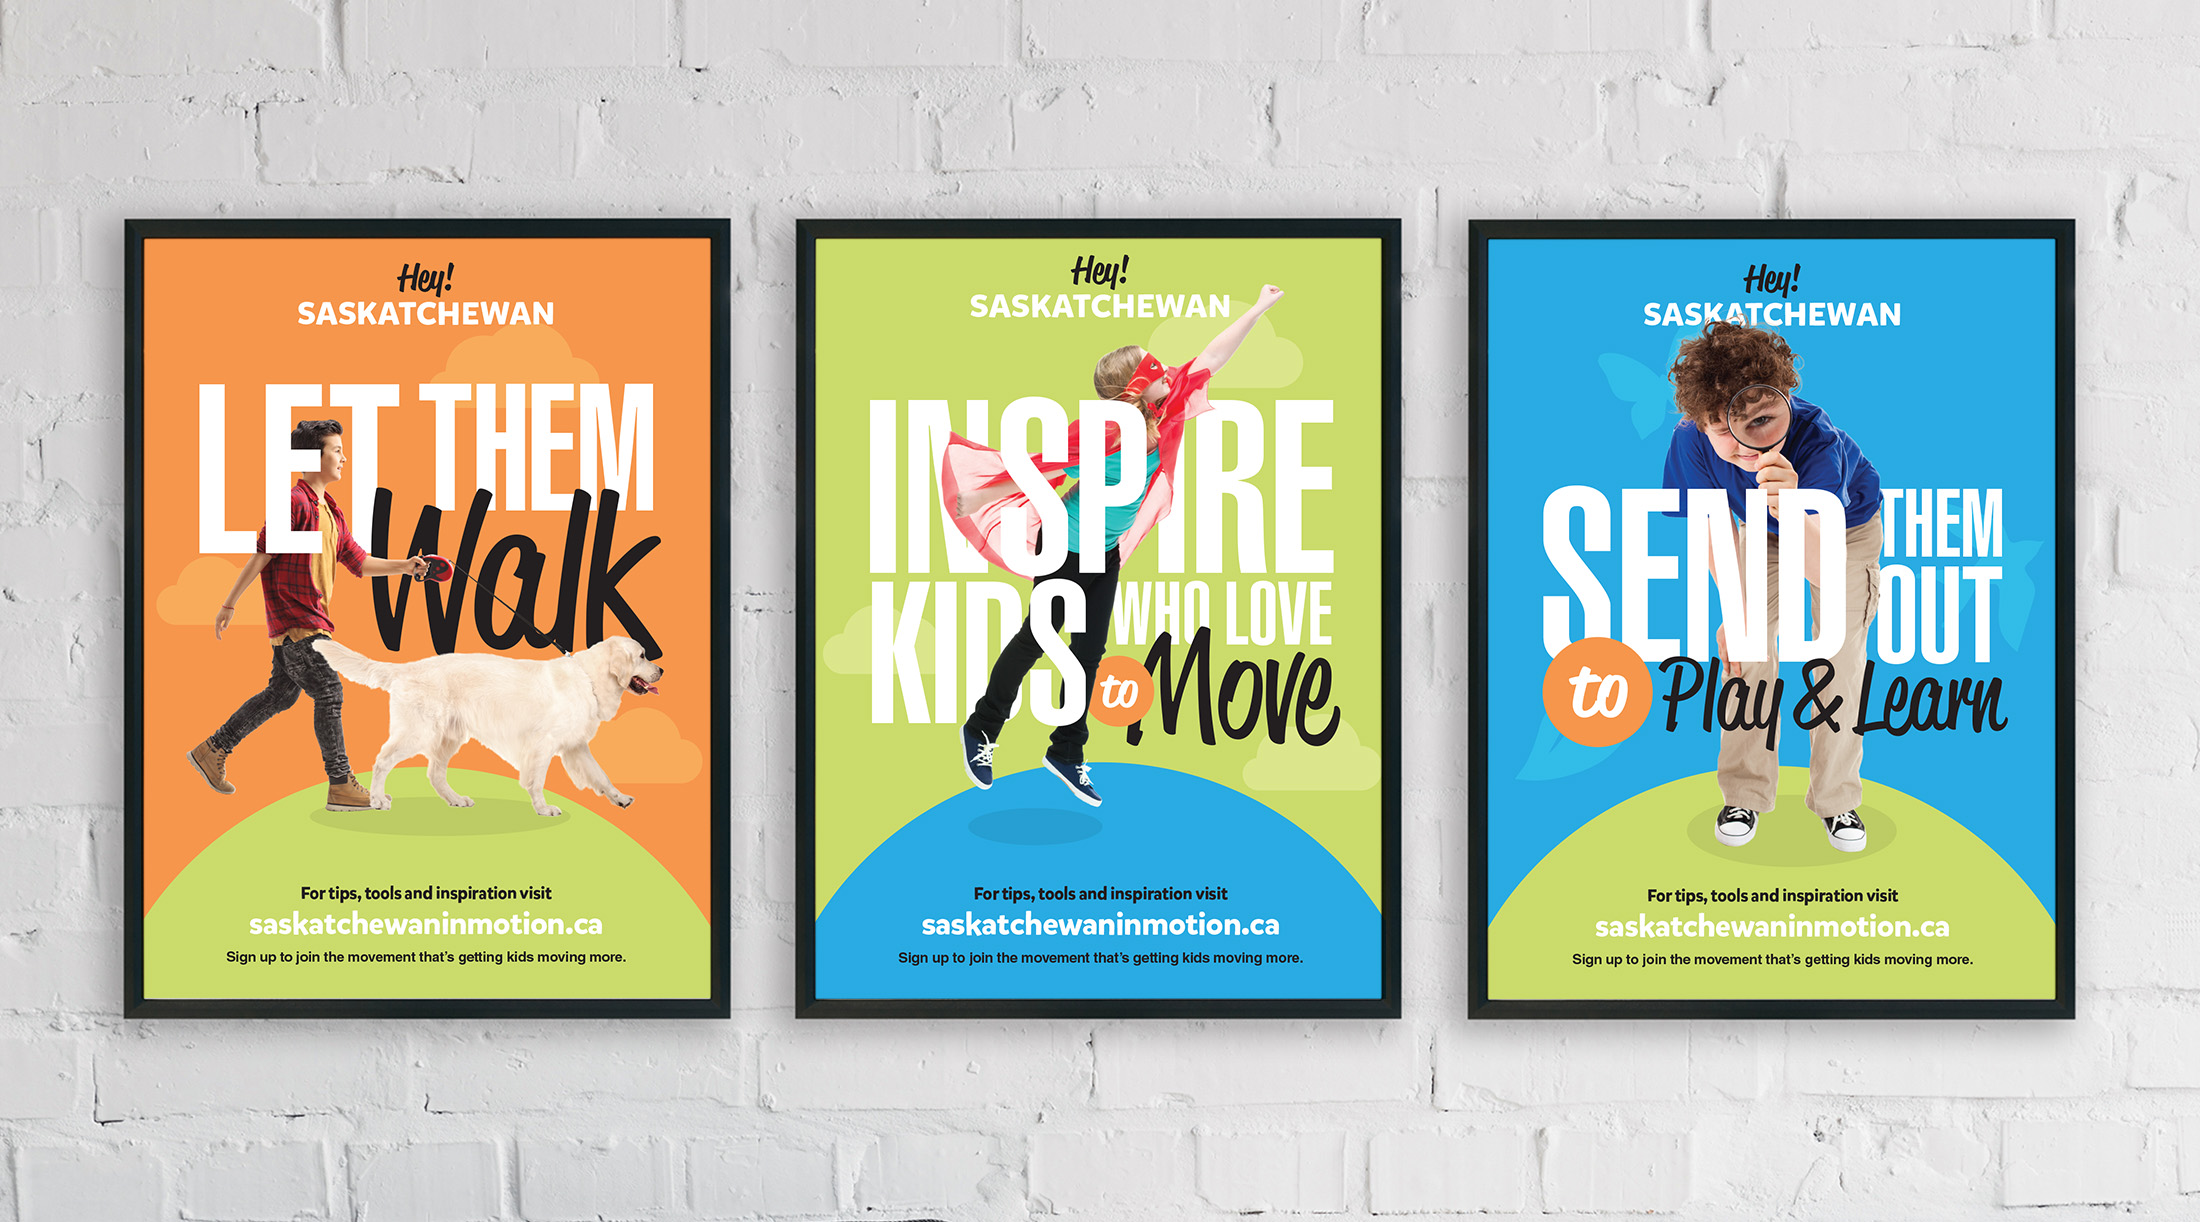 Hey!
SASKATCHEWAN
LET THEM
Walk
For tips, tools and inspiration visit
saskatchewaninmotion.ca
Sign up to join the movement that's getting kids moving more.
Hey!
SASKATCHEWAN
INSPIRE
KIDS WHO LOVE
to Move
For tips, tools and inspiration visit
saskatchewaninmotion.ca
Sign up to join the movement that's getting kids moving more.
Hey!
SASKATCHEWAN
SEND THEM
OUT
to Play & Learn
For tips, tools and inspiration visit
saskatchewaninmotion.ca
Sign up to join the movement that's getting kids moving more.